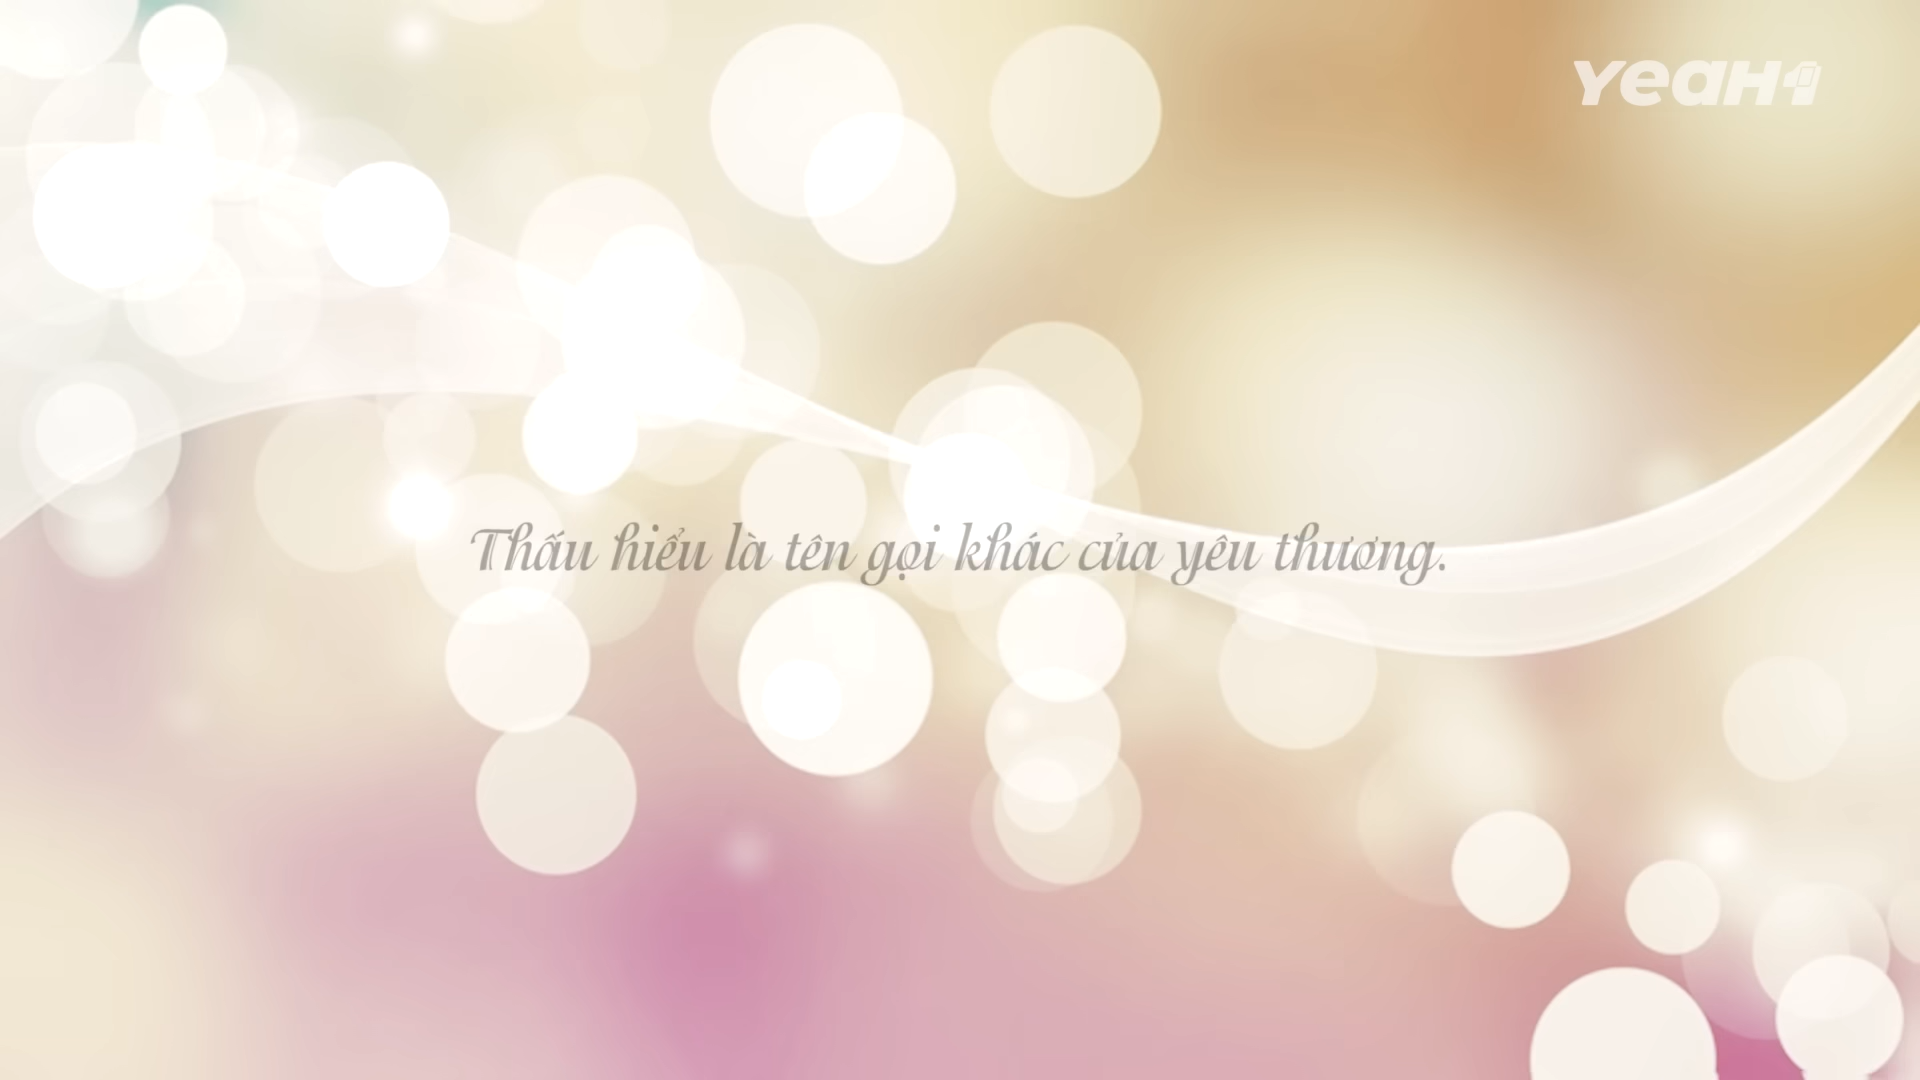 YEAH1
Thấu hiểu là tên gọi khác của yêu thương.